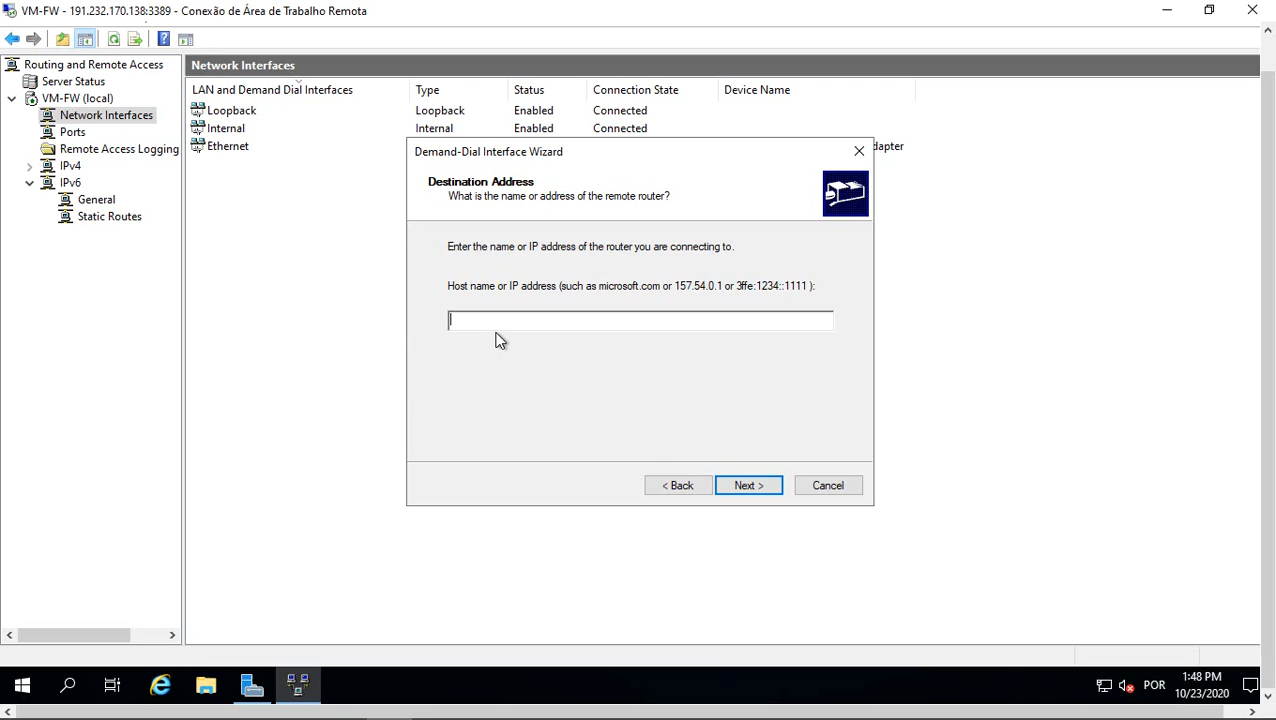 VM-FW - 191.232.170.138:3389 - Conexão de Área de Trabalho Remota
Routing and Remote Access
Server Status
VM-FW (local)
Network Interfaces
Ports
Remote Access Logging
IPv4
IPv6
General
Static Routes
Network Interfaces
LAN and Demand Dial Interfaces Type Status Connection State Device Name
Loopback Loopback Enabled Connected
Internal Internal Enabled Connected
Ethernet dapter
Demand-Dial Interface Wizard
Destination Address
What is the name or address of the remote router?
Enter the name or IP address of the router you are connecting to.
Host name or IP address (such as microsoft.com or 157.54.0.1 or 3ffe:1234::1111 ):
< Back Next > Cancel
POR
1:48 PM
10/23/2020